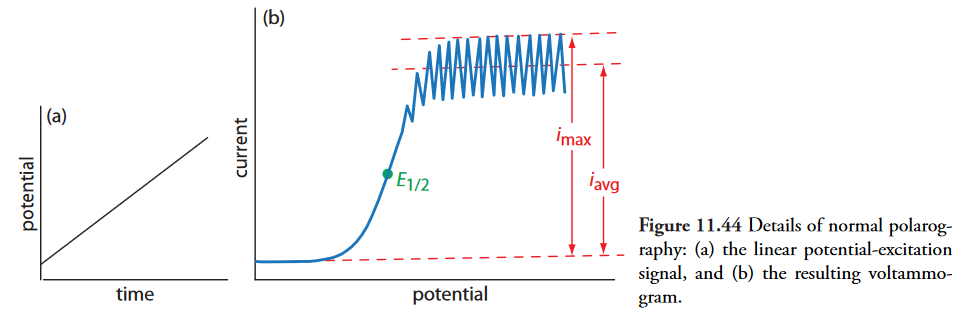 (a)
potential
time
(b)
current
E1/2
imax
iavg
potential
Figure 11.44 Details of normal polarog-
raphy: (a) the linear potential-excitation
signal, and (b) the resulting voltammo-
gram.